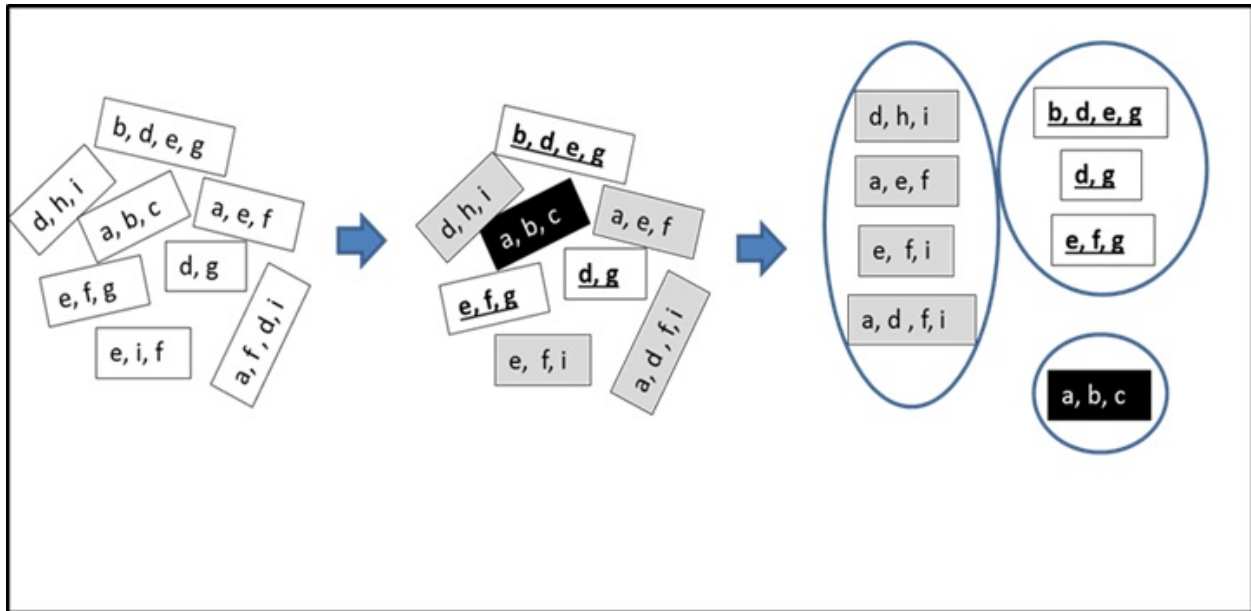 b, d, e, g
d, h, i
a, b, c
a, e, f
d, g
e, f, g
e, i, f
a, f , d, i
b, d, e, g
d, h, i
a, b, c
a, e, f
d, g
e, f, g
e, f, i
a, d , f, i
d, h, i
a, e, f
e, f, i
a, d , f, i
b, d, e, g
d, g
e, f, g
a, b, c